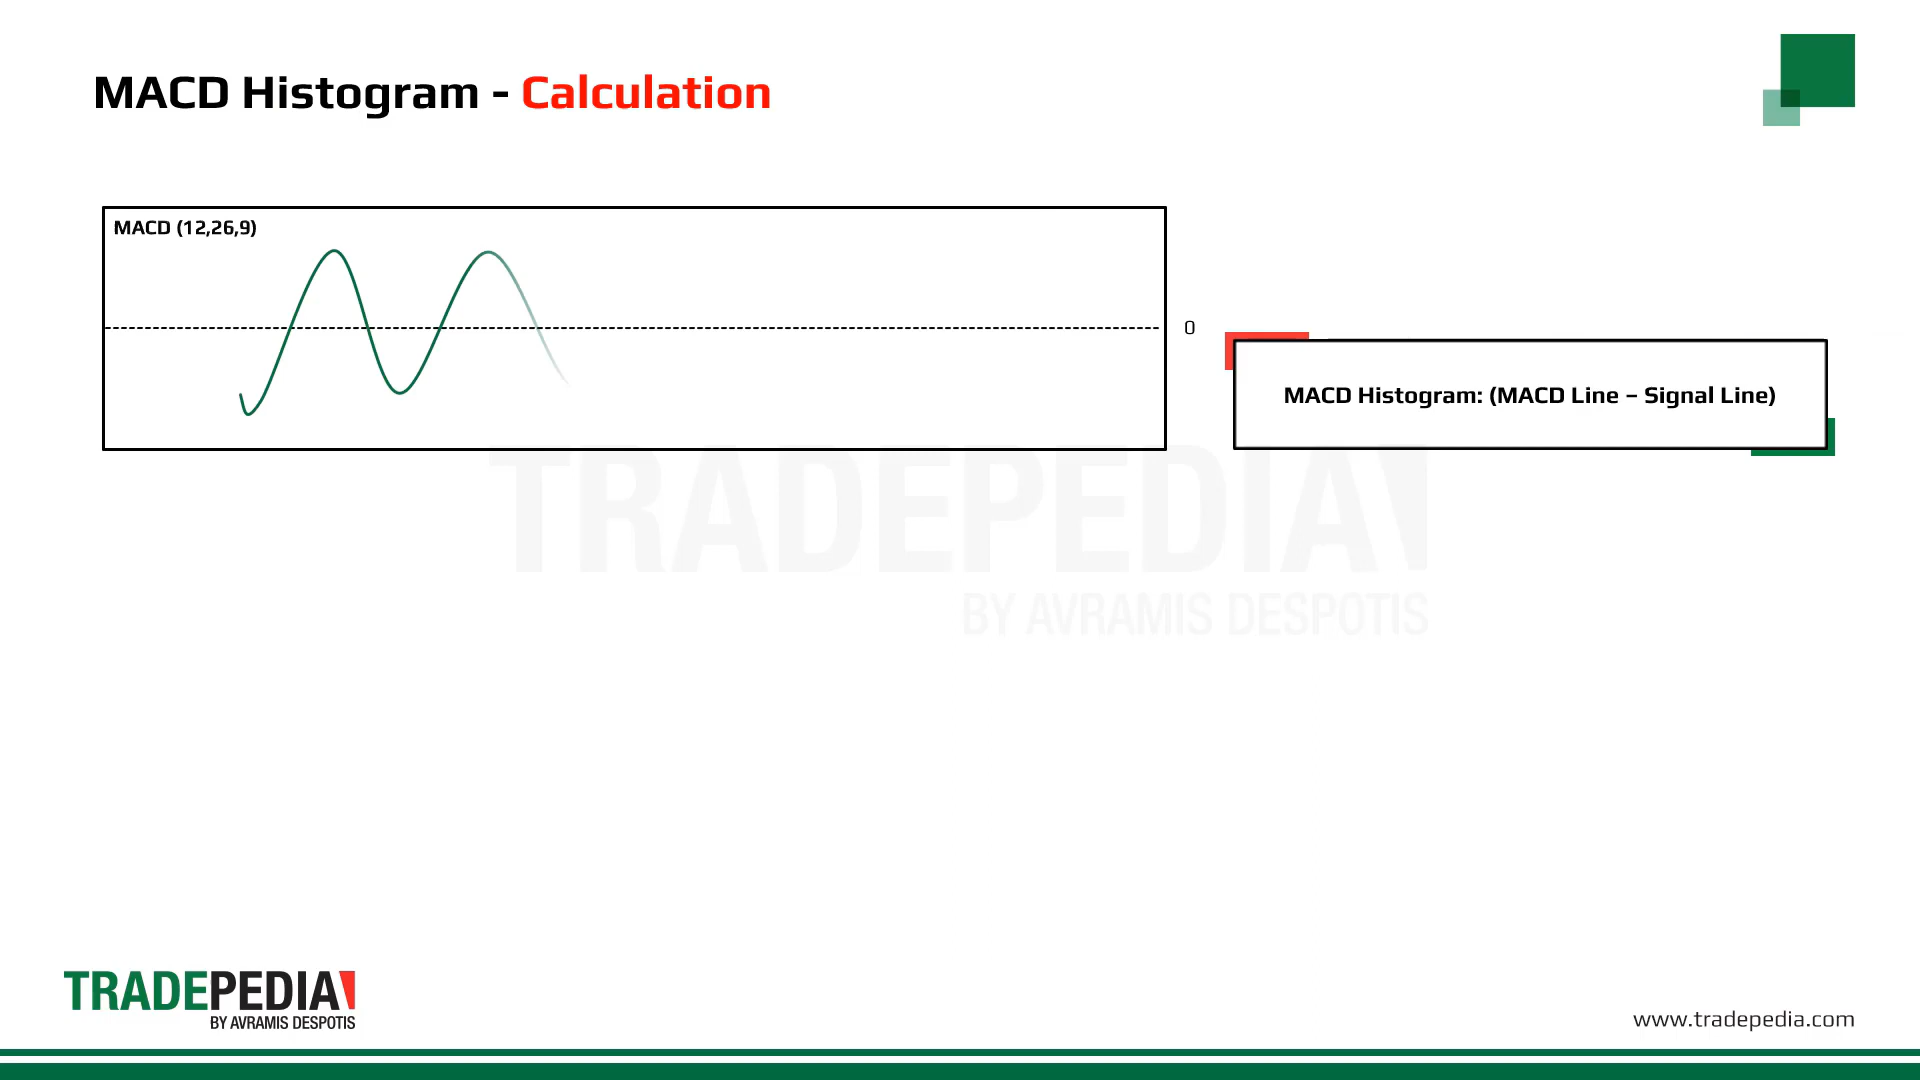 MACD Histogram - Calculation
MACD (12,26,9)
0
MACD Histogram: (MACD Line – Signal Line)
TRADEPEDIA
BY AVRAMIS DESPOTIS
TRADEPEDIA
BY AVRAMIS DESPOTIS
www.tradepedia.com